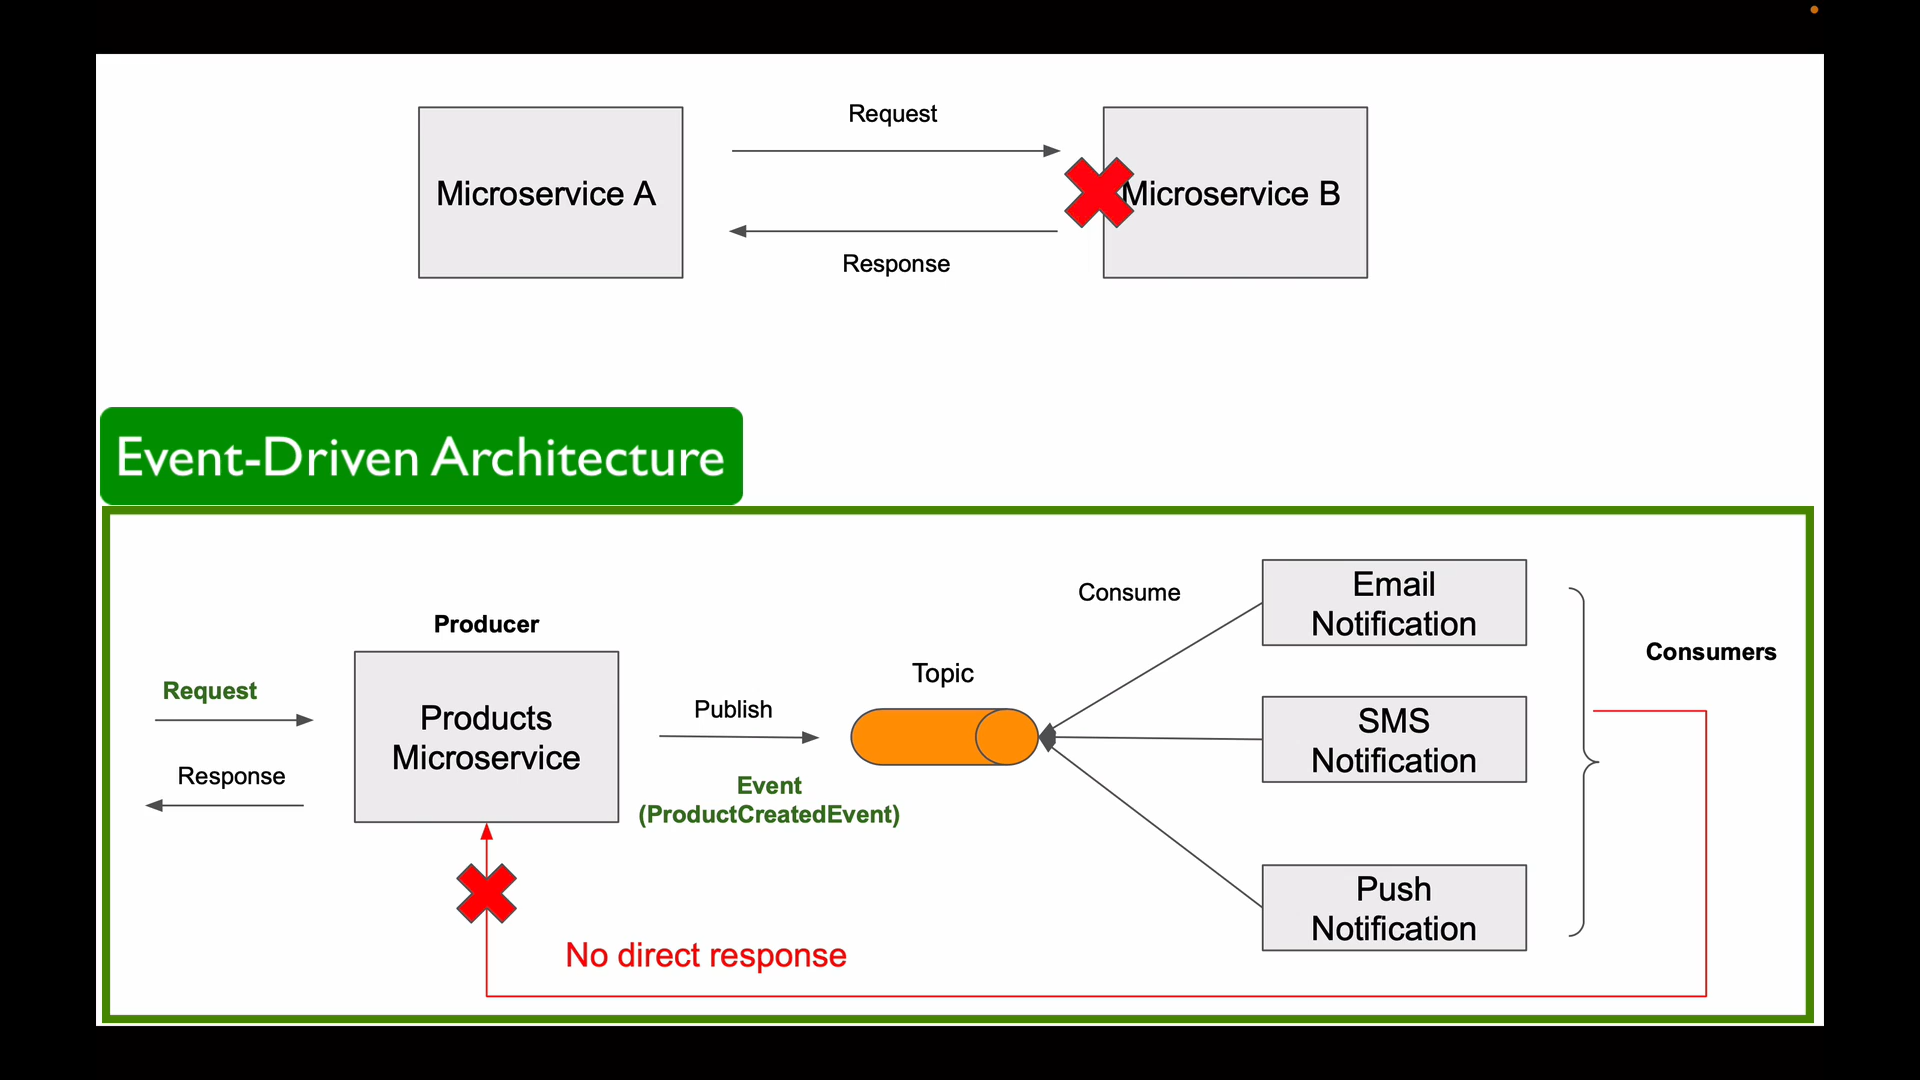 Request
Microservice A
Microservice B
Response
Event-Driven Architecture
Email
Notification
Consume
Producer
Consumers
Topic
Request
Publish
Products
Microservice
SMS
Notification
Response
Event
(ProductCreatedEvent)
Push
Notification
No direct response